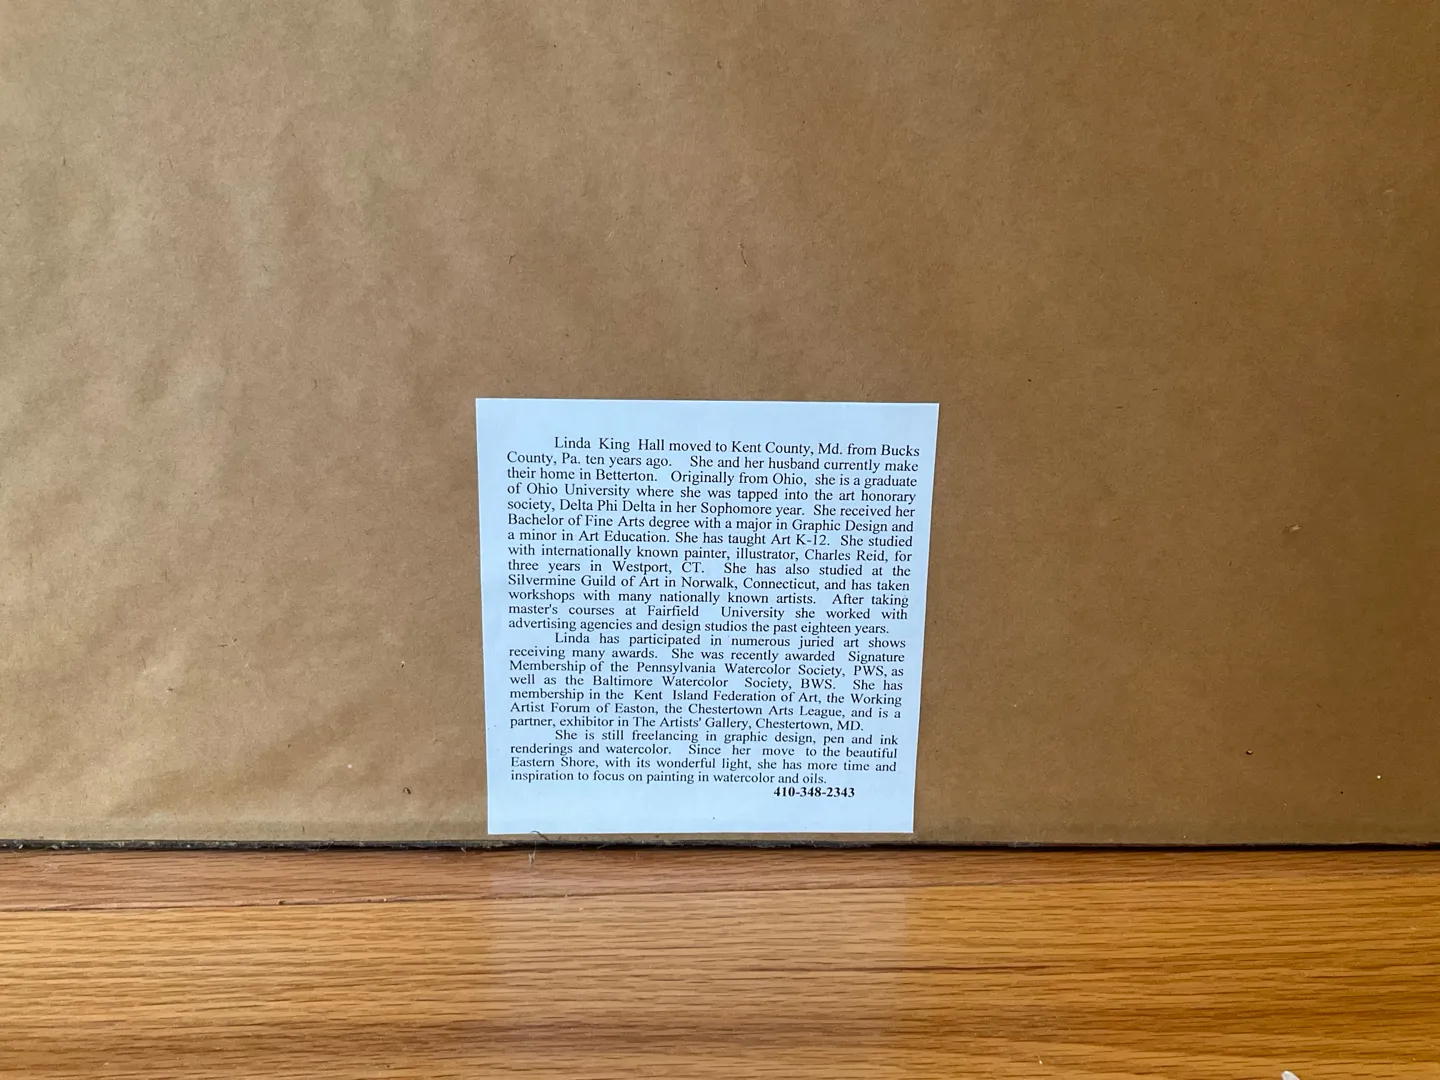 Linda King Hall moved to Kent County, Md. from Bucks
County, Pa. ten years ago. She and her husband currently make
their home in Betterton. Originally from Ohio, she is a graduate
of Ohio University where she was tapped into the art honorary
society, Delta Phi Delta in her Sophomore year. She received her
Bachelor of Fine Arts degree with a major in Graphic Design and
a minor in Art Education. She has taught Art K-12. She studied
with internationally known painter, illustrator, Charles Reid, for
three years in Westport, CT. She has also studied at the
Silvermine Guild of Art in Norwalk, Connecticut, and has taken
workshops with many nationally known artists. After taking
master's courses at Fairfield University she worked with
advertising agencies and design studios the past eighteen years.
Linda has participated in numerous juried art shows
receiving many awards. She was recently awarded Signature
Membership of the Pennsylvania Watercolor Society, PWS, as
well as the Baltimore Watercolor Society, BWS. She has
membership in the Kent Island Federation of Art, the Working
Artist Forum of Easton, the Chestertown Arts League, and is a
partner, exhibitor in The Artists' Gallery, Chestertown, MD.
She is still freelancing in graphic design, pen and ink
renderings and watercolor. Since her move to the beautiful
Eastern Shore, with its wonderful light, she has more time and
inspiration to focus on painting in watercolor and oils.
410-348-2343